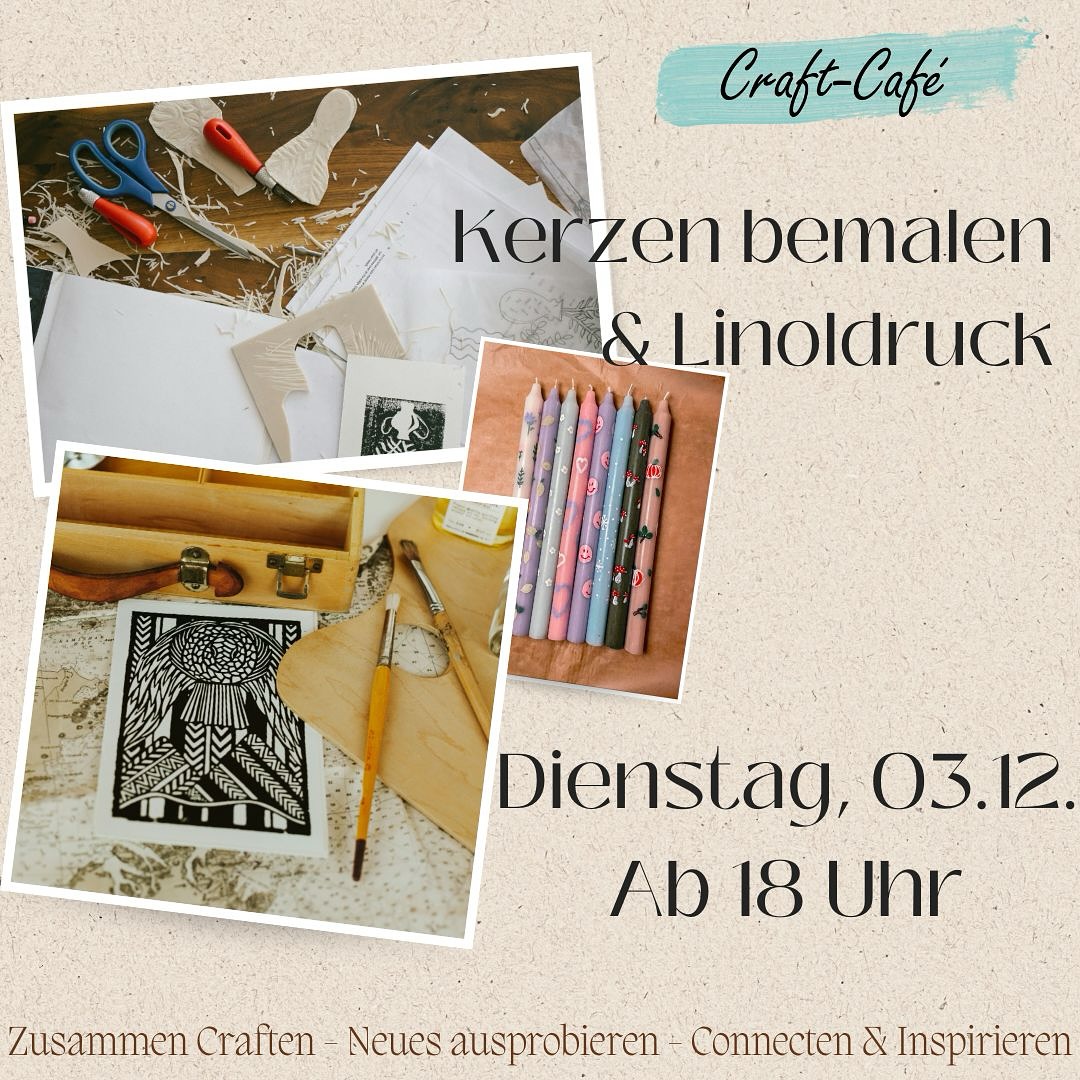 Craft-Café
Kerzen bemalen
& Linoldruck
Dienstag, 03.12.
Ab 18 Uhr
Zusammen Craften - Neues ausprobieren - Connecten & Inspirieren